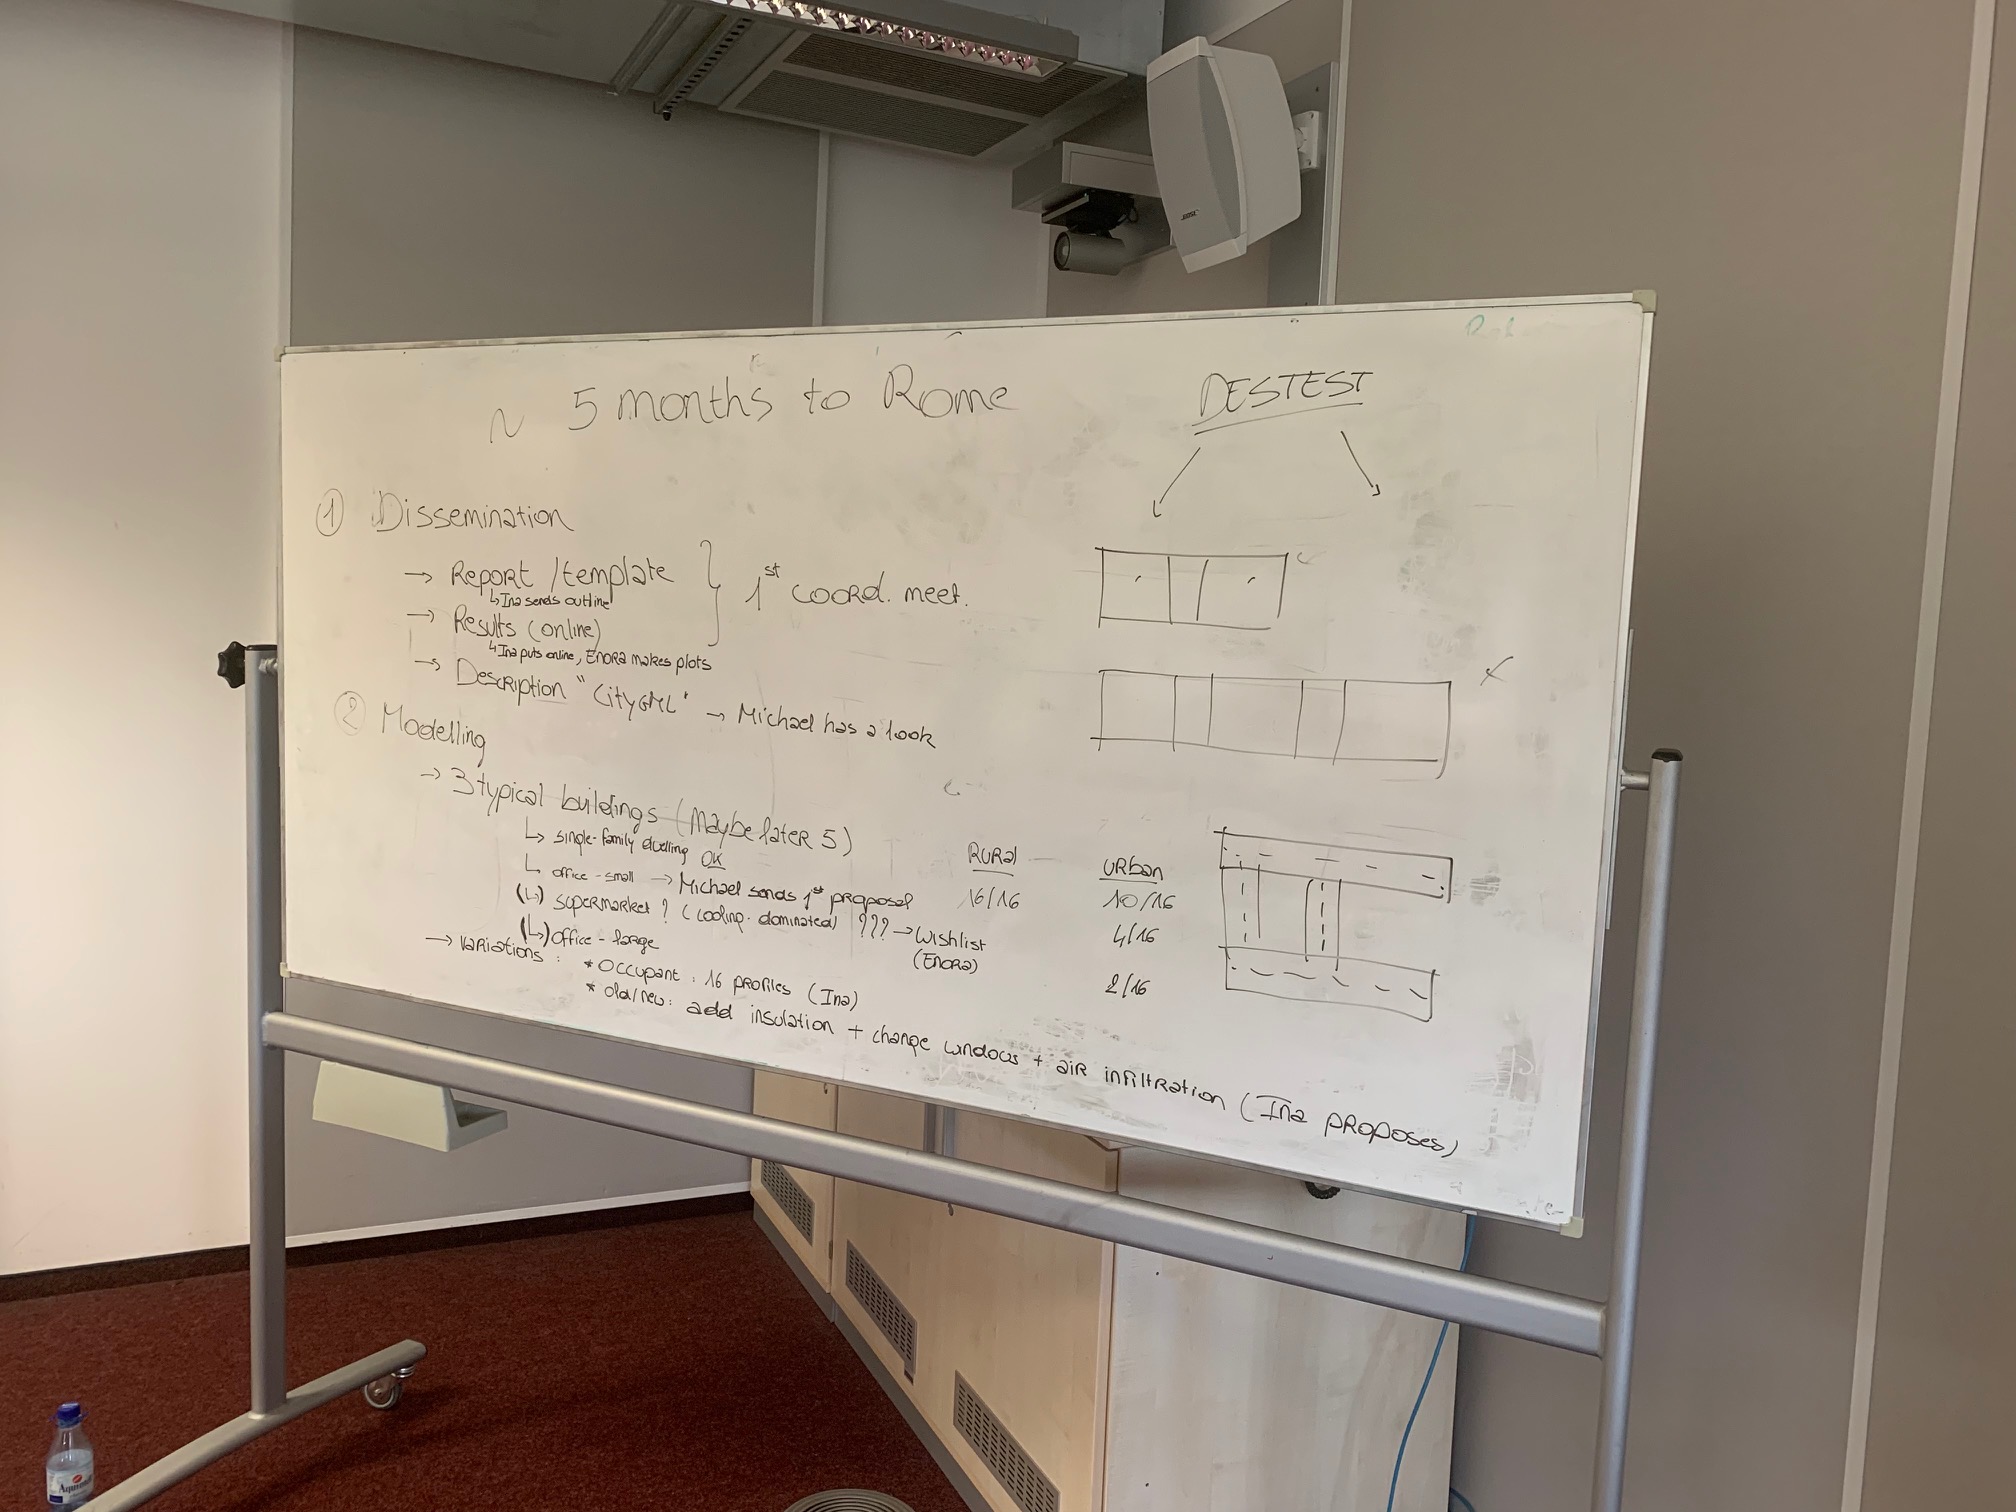 ~ 5 months to Rome
DESTEST
① Dissemination
→ Report / template } 1st coord. meet.
↳ Ina sends outline
→ Results (online)
↳ Ina puts online, Enora makes plots
→ Description "CityGML" → Michael has a look
② Modelling
→ 3 typical buildings (Maybe later 5)
↳ single-family dwelling OK
↳ office-small → Michael sends 1st proposal
(↳) supermarket ? (cooling-dominated) ??? → Wishlist (Enora)
(↳) Office-large
→ Variations : * Occupant : 16 profiles (Ina)
* Old/new : add insulation + change windows + air infiltration (Ina proposes)
Rural
16/16
Urban
10/16
4/16
2/16
BOSE